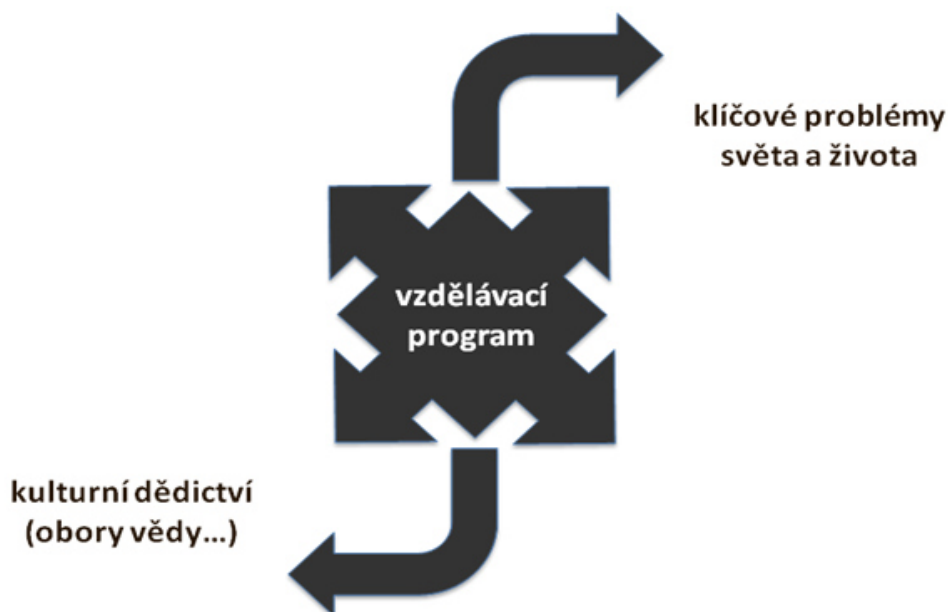 klíčové problémy
světa a života
vzdělávací
program
kulturní dědictví
(obory vědy...)